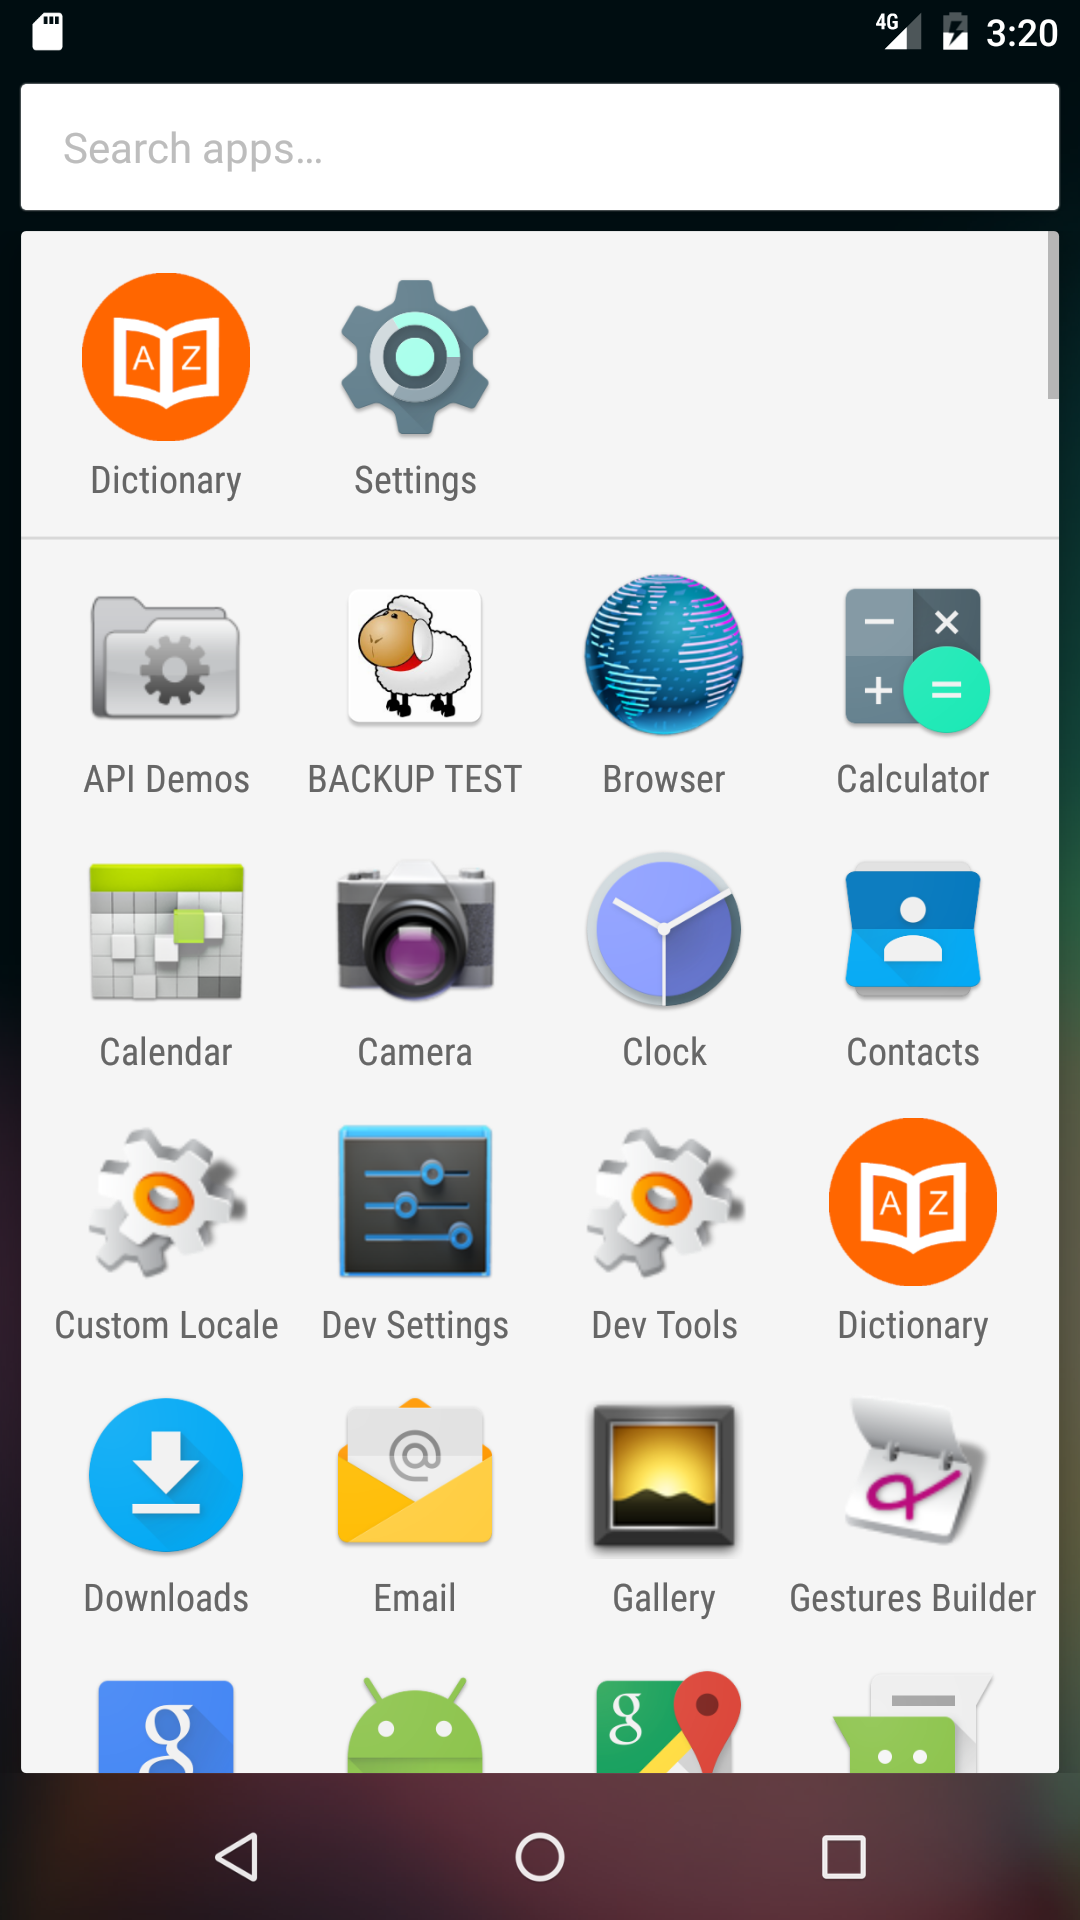 4G 3:20
Search apps…
A Z
Dictionary Settings
API Demos BACKUP TEST Browser Calculator
Calendar Camera Clock Contacts
A Z
Custom Locale Dev Settings Dev Tools Dictionary
@
Downloads Email Gallery Gestures Builder
g g